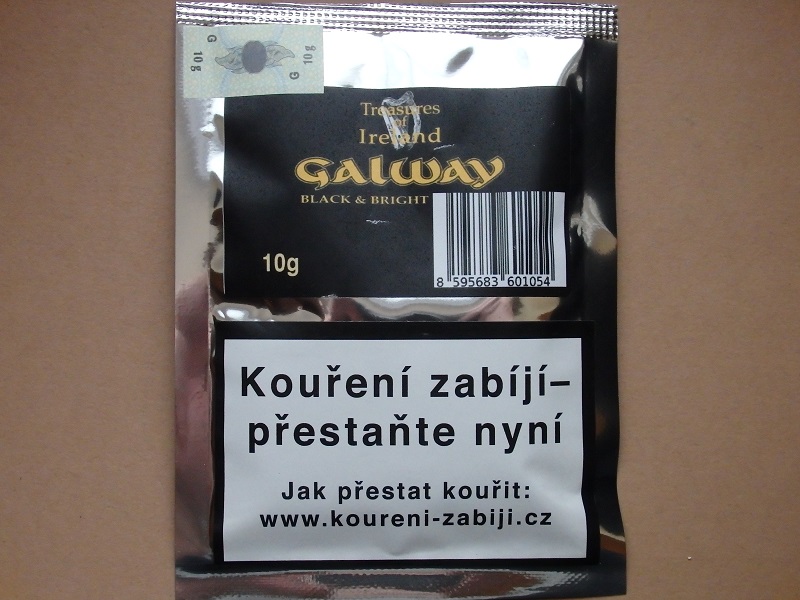 G
10g
G
10g
Treasures
of
Ireland
GALWAY
BLACK & BRIGHT
10g
8 595683 601054
Kouření zabíjí–
přestaňte nyní
Jak přestat kouřit:
www.koureni-zabiji.cz